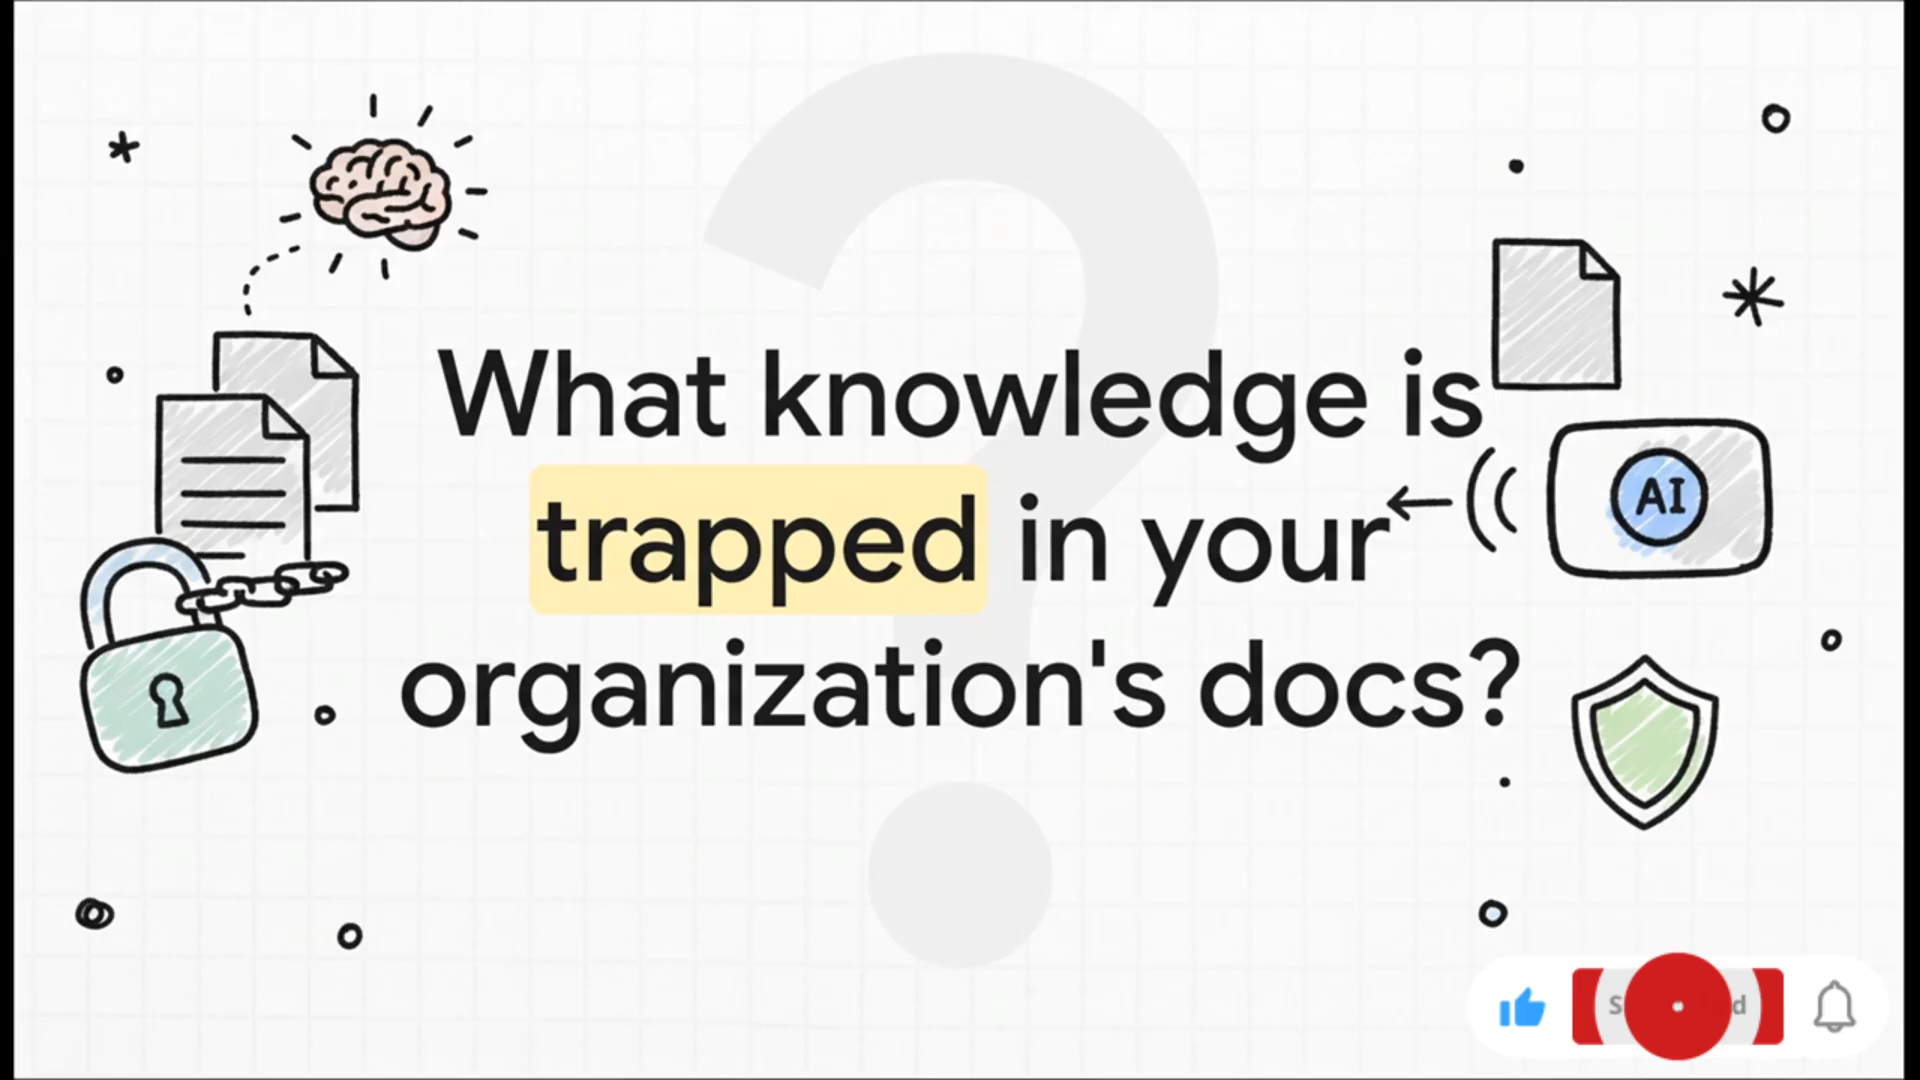 What knowledge is
trapped in your
organization's docs?
AI